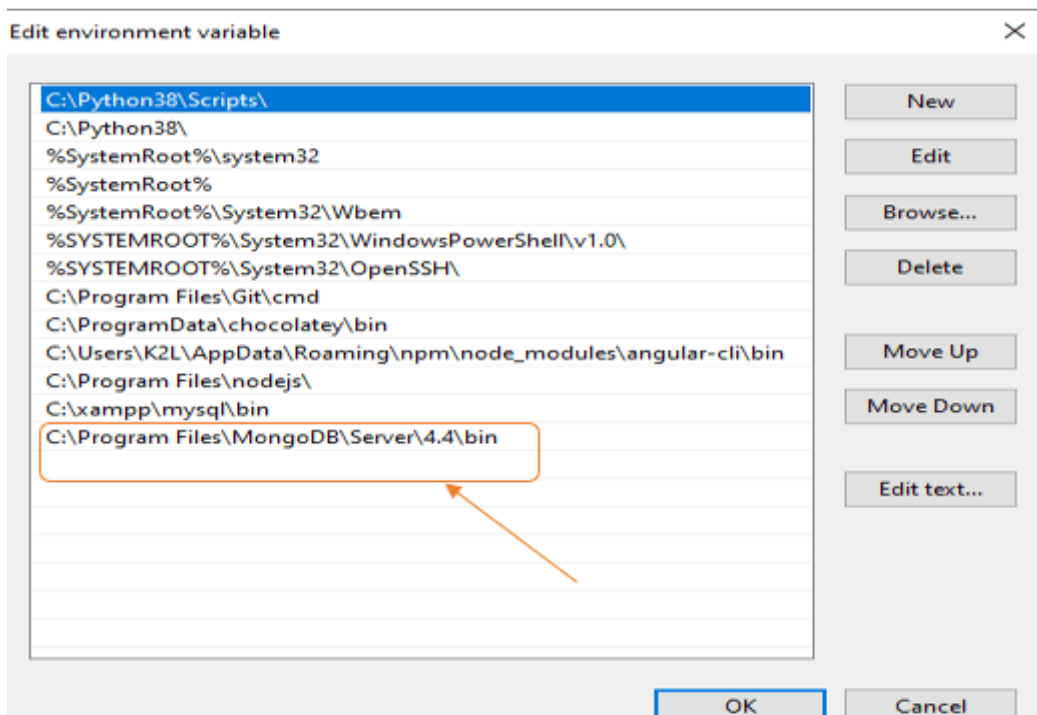 Edit environment variable
C:\Python38\Scripts\
New
C:\Python38\
%SystemRoot%\system32
Edit
%SystemRoot%
%SystemRoot%\System32\Wbem
Browse...
%SYSTEMROOT%\System32\WindowsPowerShell\v1.0\
%SYSTEMROOT%\System32\OpenSSH\
Delete
C:\Program Files\Git\cmd
C:\ProgramData\chocolatey\bin
C:\Users\K2L\AppData\Roaming\npm\node_modules\angular-cli\bin
Move Up
C:\Program Files\nodejs\
C:\xampp\mysql\bin
Move Down
C:\Program Files\MongoDB\Server\4.4\bin
Edit text...
OK
Cancel